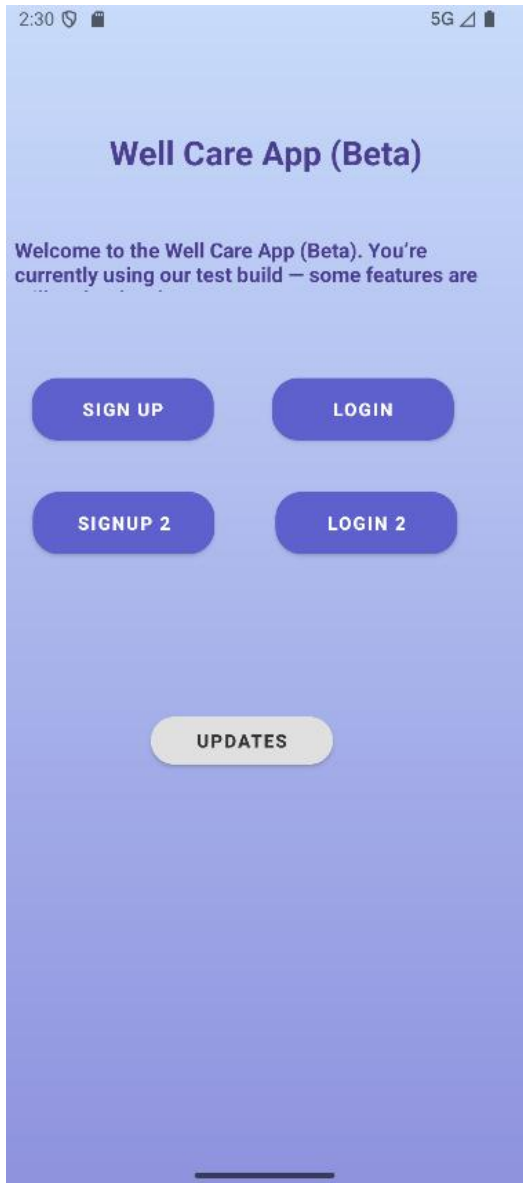 2:30
5G
Well Care App (Beta)
Welcome to the Well Care App (Beta). You're
currently using our test build — some features are
SIGN UP
LOGIN
SIGNUP 2
LOGIN 2
UPDATES